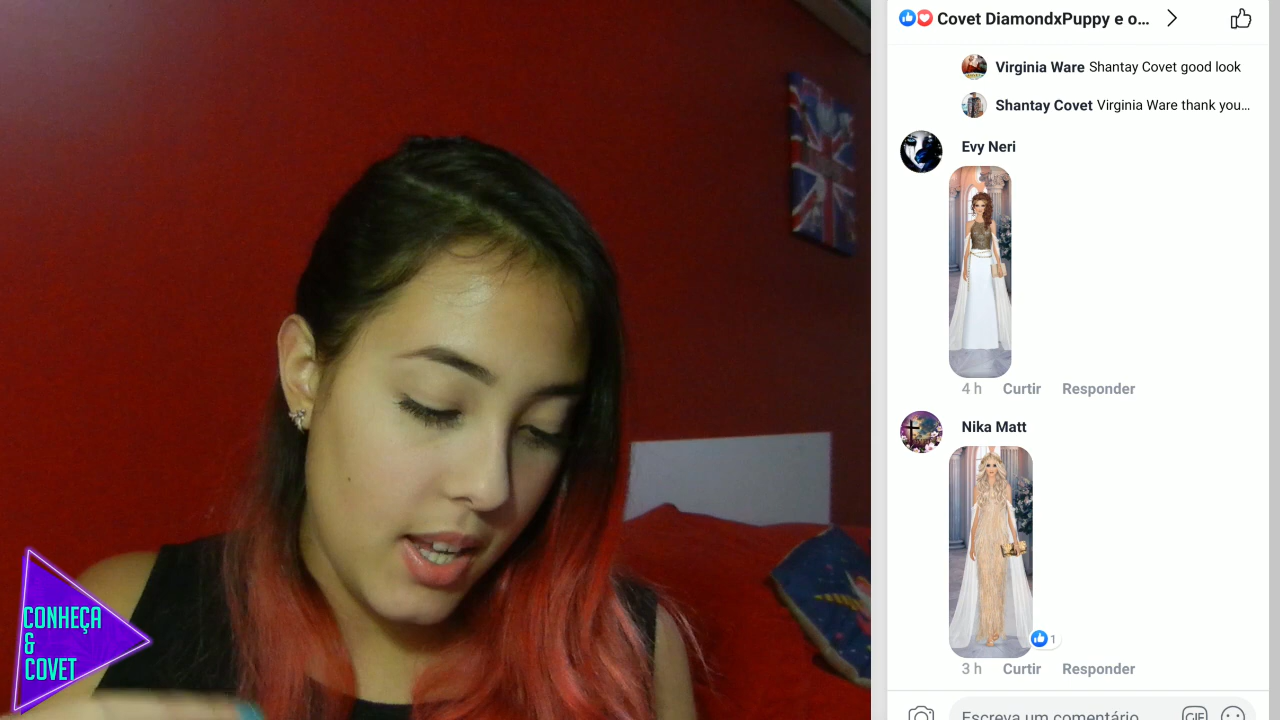 Covet DiamondxPuppy e o...
Virginia Ware Shantay Covet good look
Shantay Covet Virginia Ware thank you...
Evy Neri
4 h Curtir Responder
Nika Matt
1
3 h Curtir Responder
Escreva um comentário
GIF
CONHEÇA
&
COVET